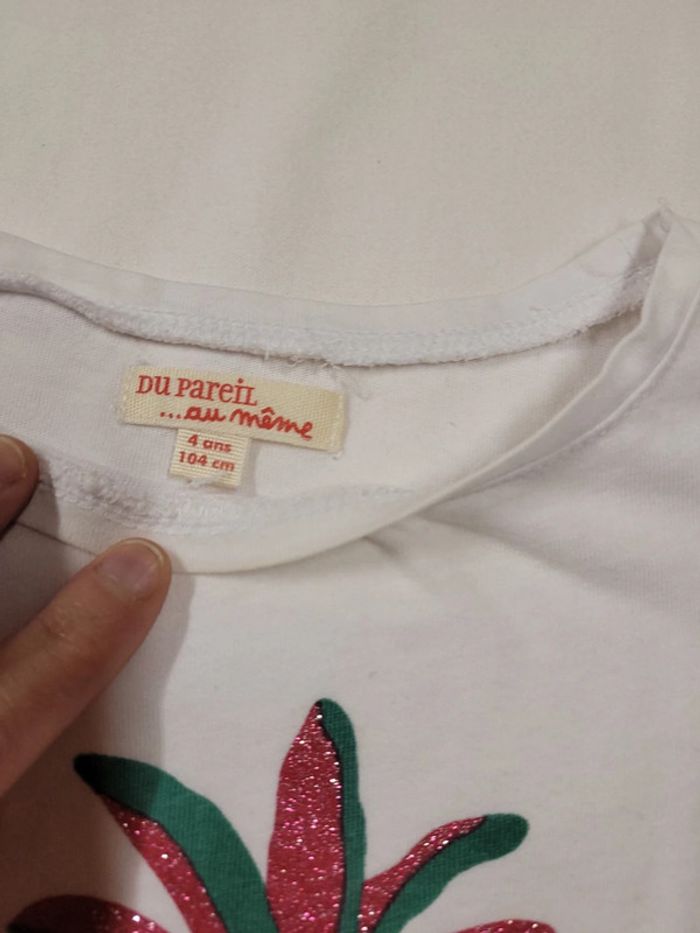 DU PAREIL
...au même
4 ans
104 cm